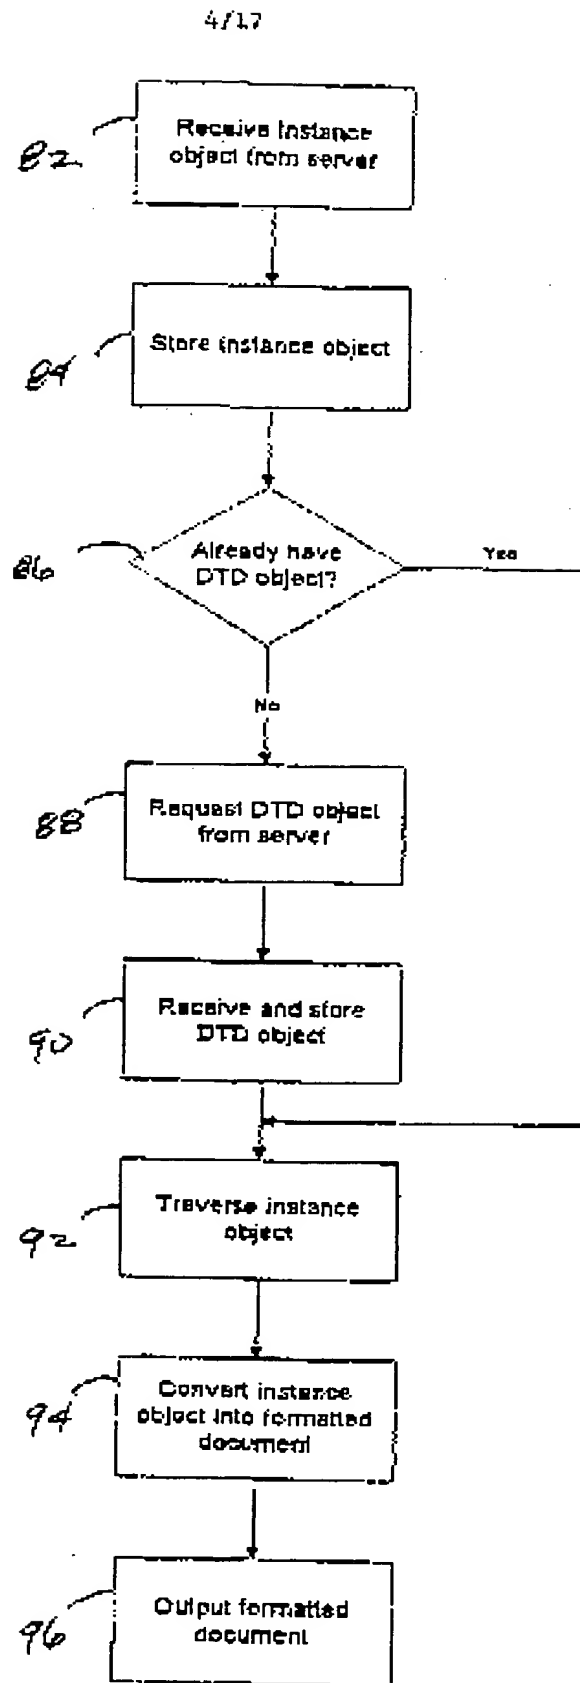 4/17
82
Receive instance
object from server
84
Store instance object
86
Already have
DTD object?
Yes
No
88
Request DTD object
from server
90
Receive and store
DTD object
92
Traverse instance
object
94
Convert instance
object into formatted
document
96
Output formatted
document